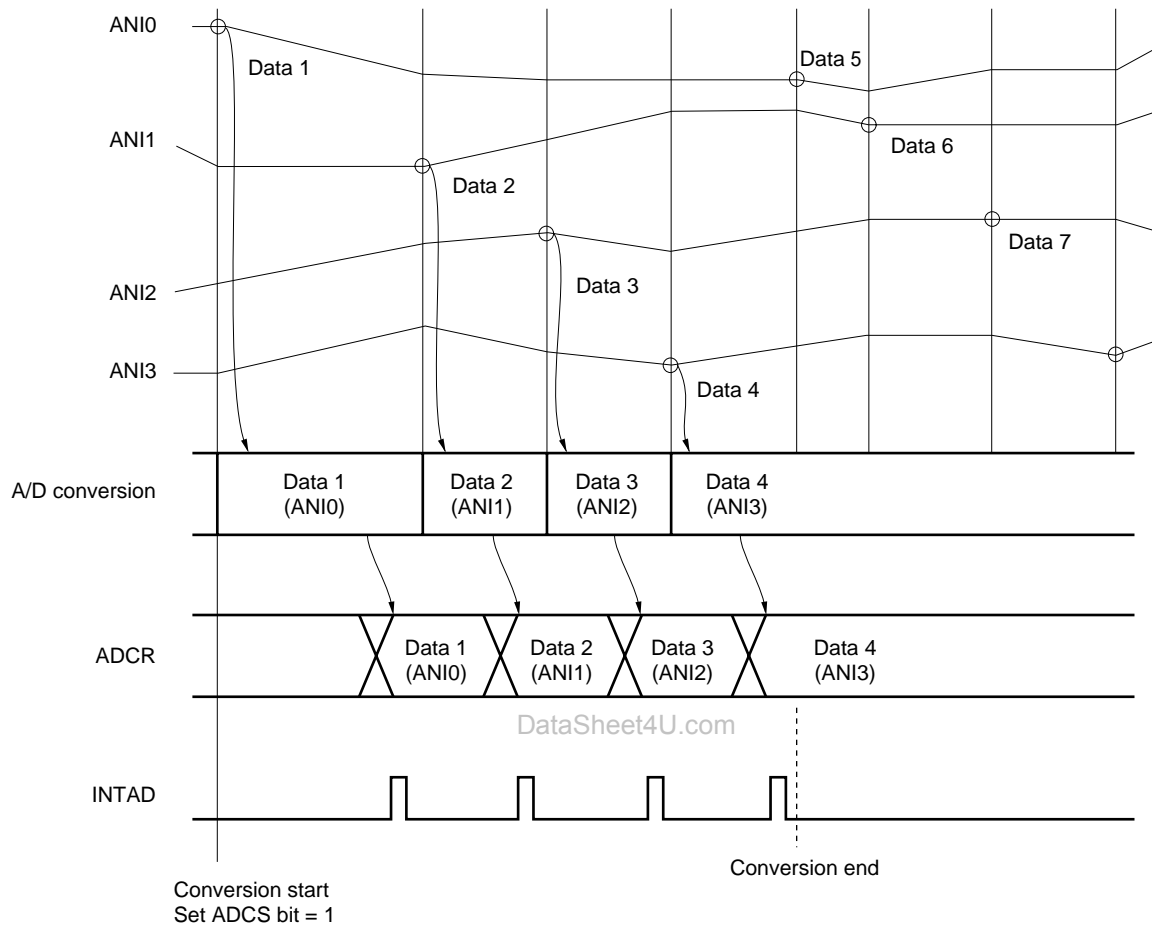 ANI0
Data 1
Data 5
ANI1
Data 6
Data 2
Data 7
Data 3
ANI2
ANI3
Data 4
A/D conversion
Data 1
(ANI0)
Data 2
(ANI1)
Data 3
(ANI2)
Data 4
(ANI3)
ADCR
Data 1
(ANI0)
Data 2
(ANI1)
Data 3
(ANI2)
Data 4
(ANI3)
DataSheet4U.com
INTAD
Conversion end
Conversion start
Set ADCS bit = 1